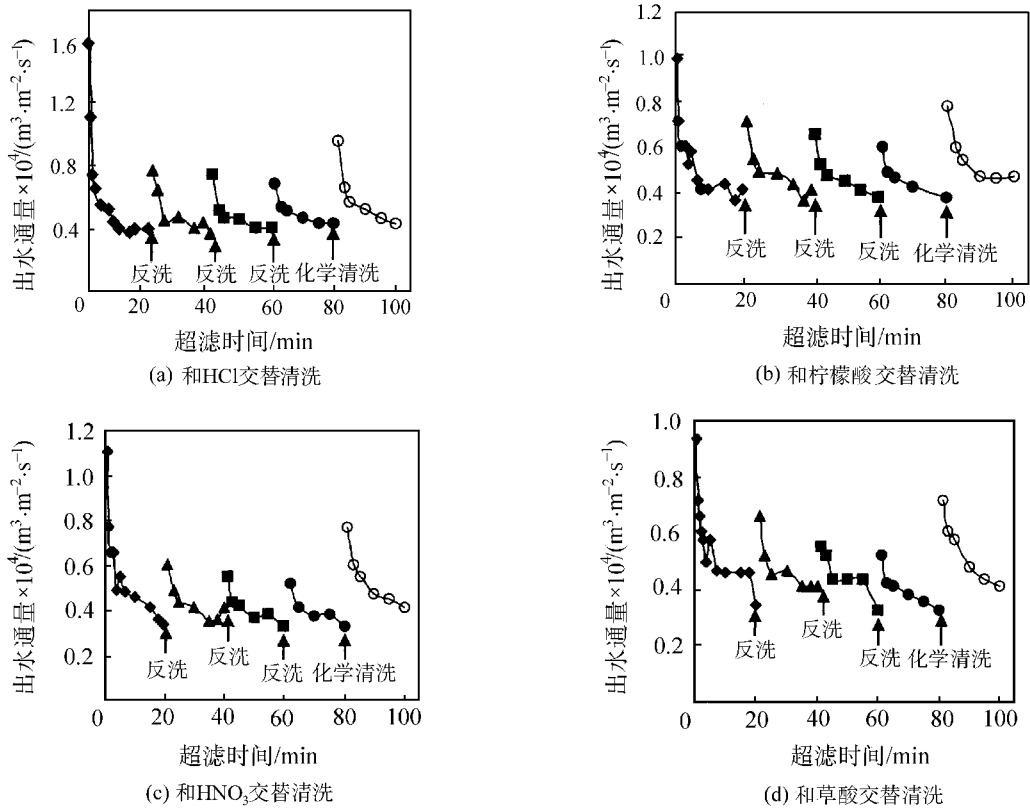 出水通量×10⁴/(m³·m⁻²·s⁻¹)
1.6
1.2
0.8
0.4
0
20
40
60
80
100
反洗
反洗
反洗
化学清洗
超滤时间/min
(a) 和HCl交替清洗
出水通量×10⁴/(m³·m⁻²·s⁻¹)
1.0
0.8
0.6
0.4
0.2
0
20
40
60
80
100
反洗
反洗
反洗
化学清洗
超滤时间/min
(b) 和柠檬酸交替清洗
出水通量×10⁴/(m³·m⁻²·s⁻¹)
1.2
1.0
0.8
0.6
0.4
0.2
0
20
40
60
80
100
反洗
反洗
反洗
化学清洗
超滤时间/min
(c) 和HNO₃交替清洗
出水通量×10⁴/(m³·m⁻²·s⁻¹)
1.0
0.8
0.6
0.4
0.2
0
20
40
60
80
100
反洗
反洗
反洗
化学清洗
超滤时间/min
(d) 和草酸交替清洗